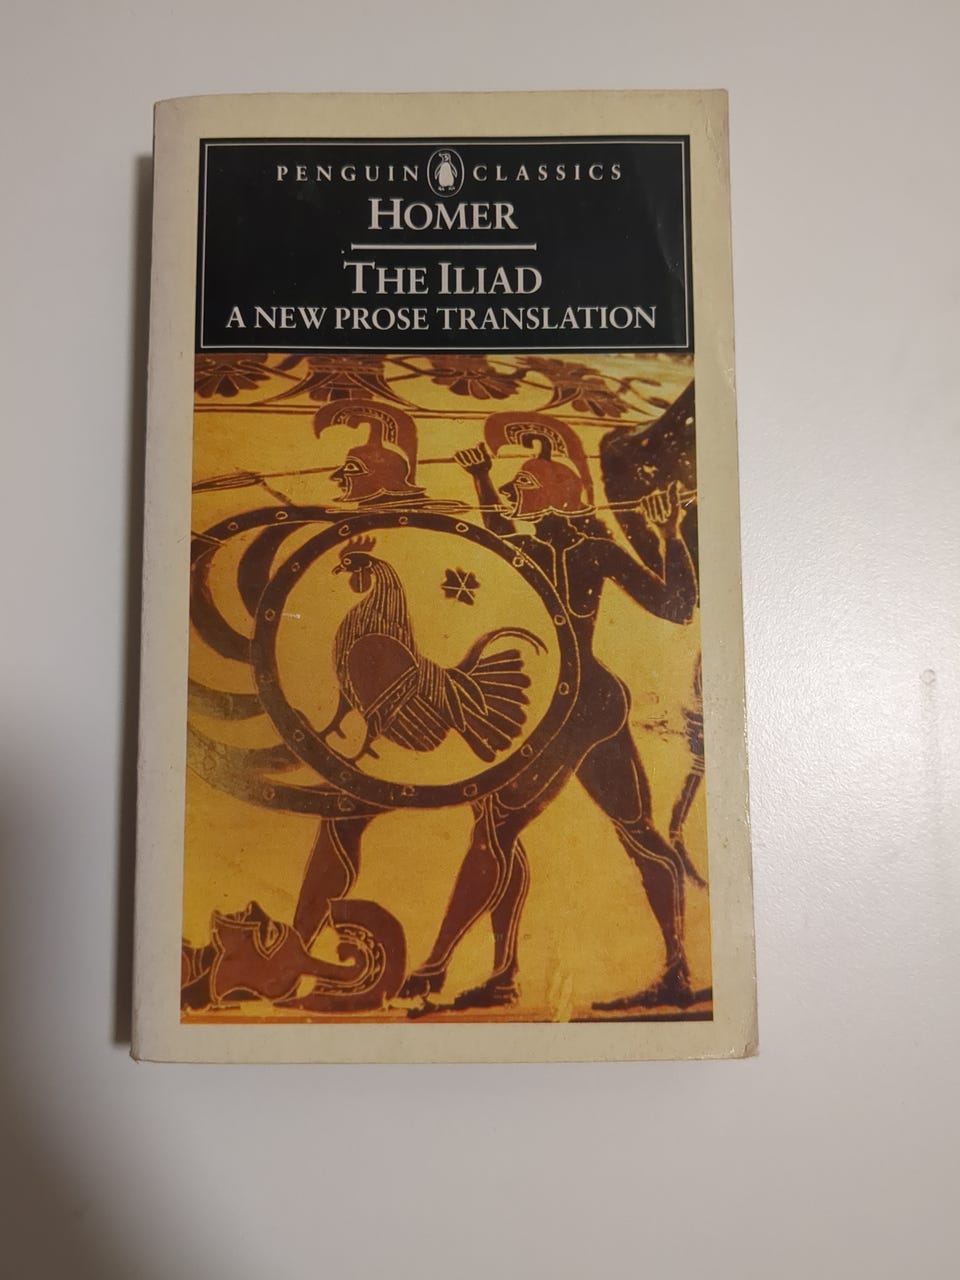 PENGUIN CLASSICS
HOMER
THE ILIAD
A NEW PROSE TRANSLATION